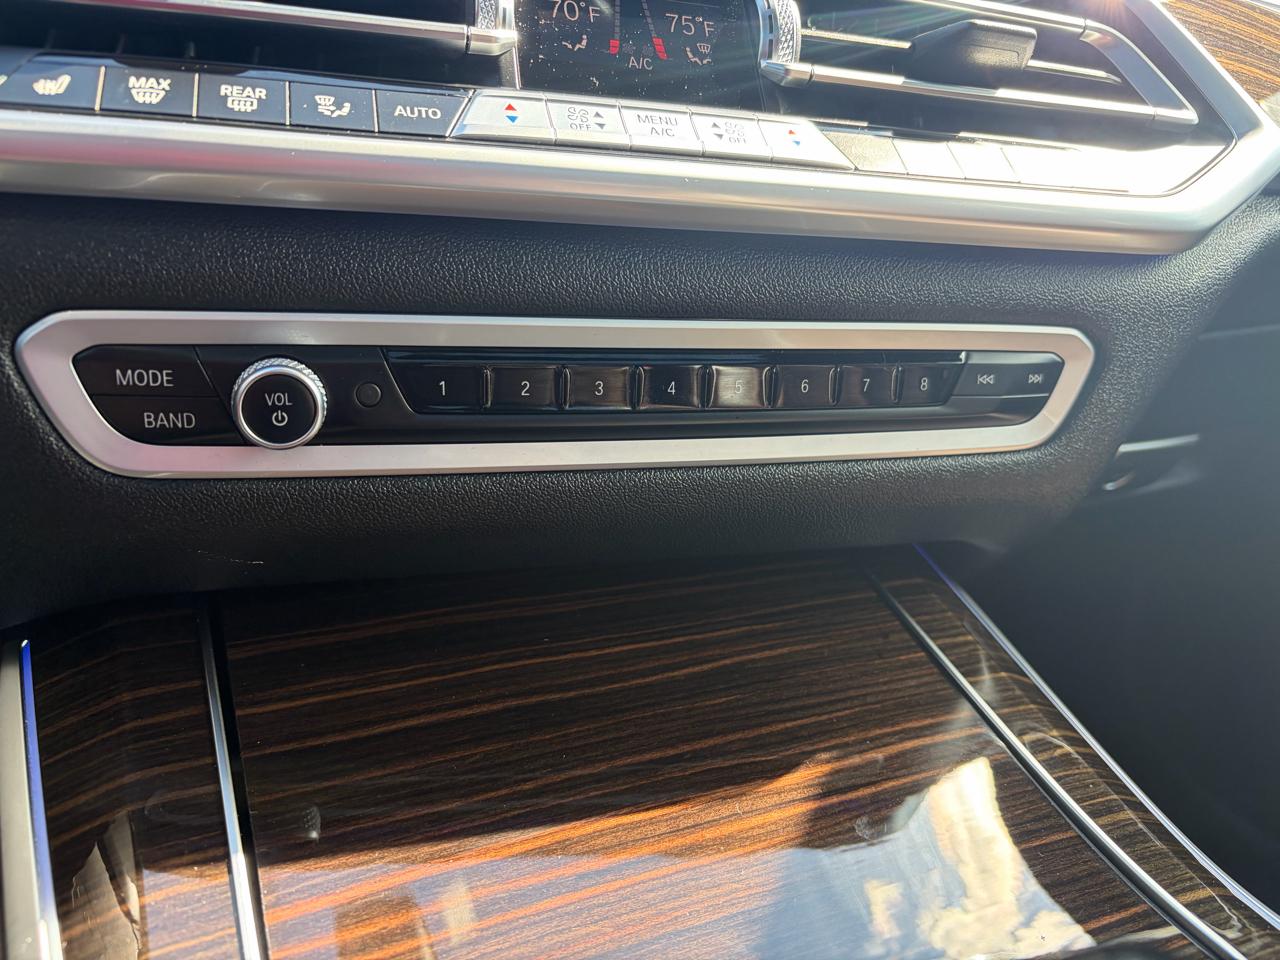 70°F
75°F
A/C
MAX
REAR
AUTO
OFF
MENU
A/C
OFF
MODE
BAND
VOL
1 2 3 4 5 6 7 8